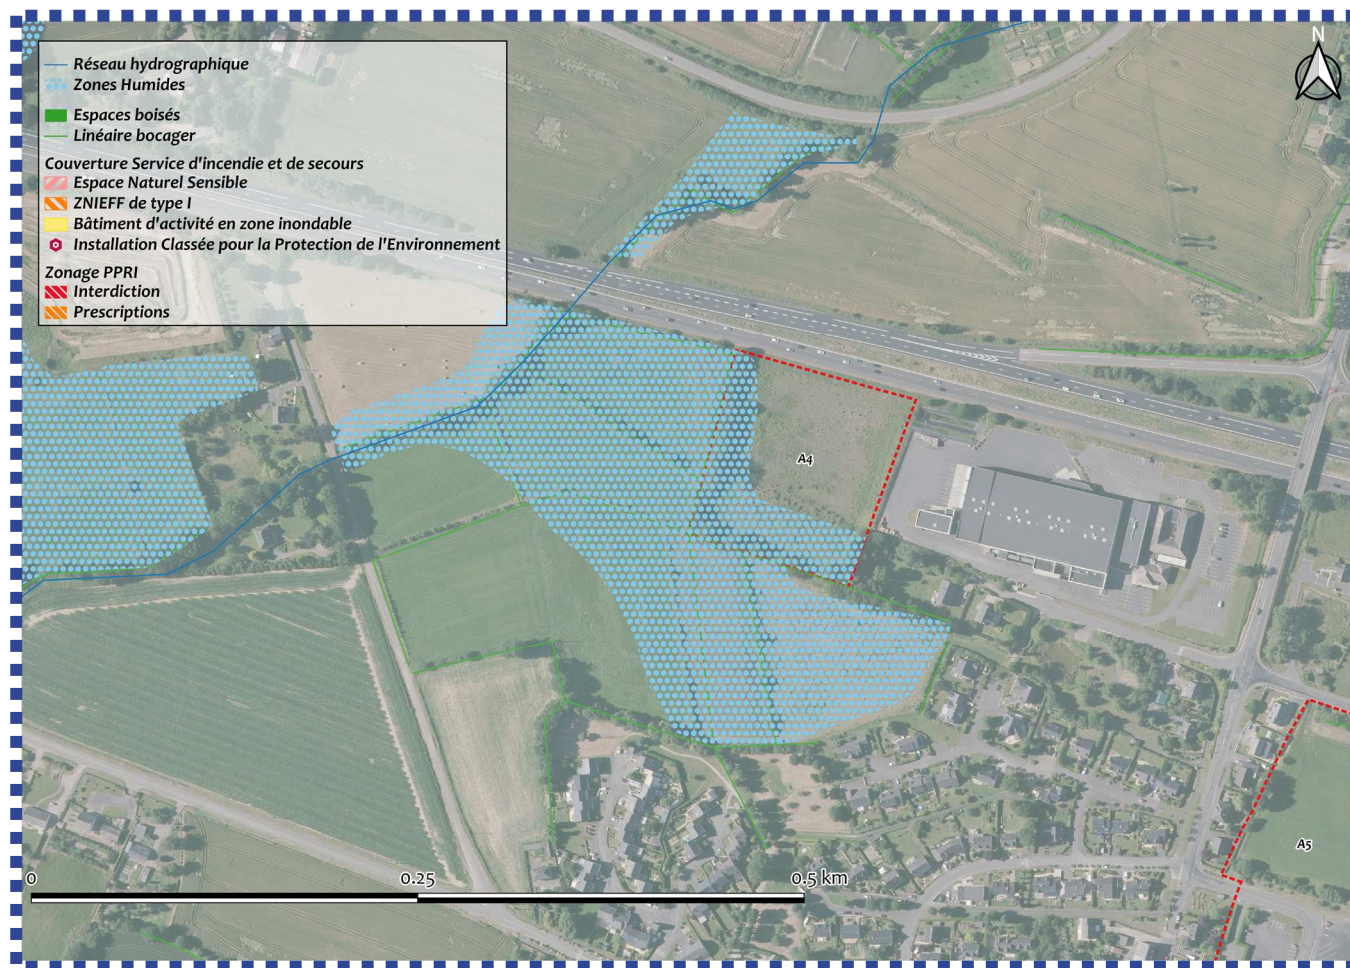 Réseau hydrographique
Zones Humides
Espaces boisés
Linéaire bocager
Couverture Service d'incendie et de secours
Espace Naturel Sensible
ZNIEFF de type I
Bâtiment d'activité en zone inondable
Installation Classée pour la Protection de l'Environnement
Zonage PPRI
Interdiction
Prescriptions
N
A4
A5
0 0.25 0.5 km